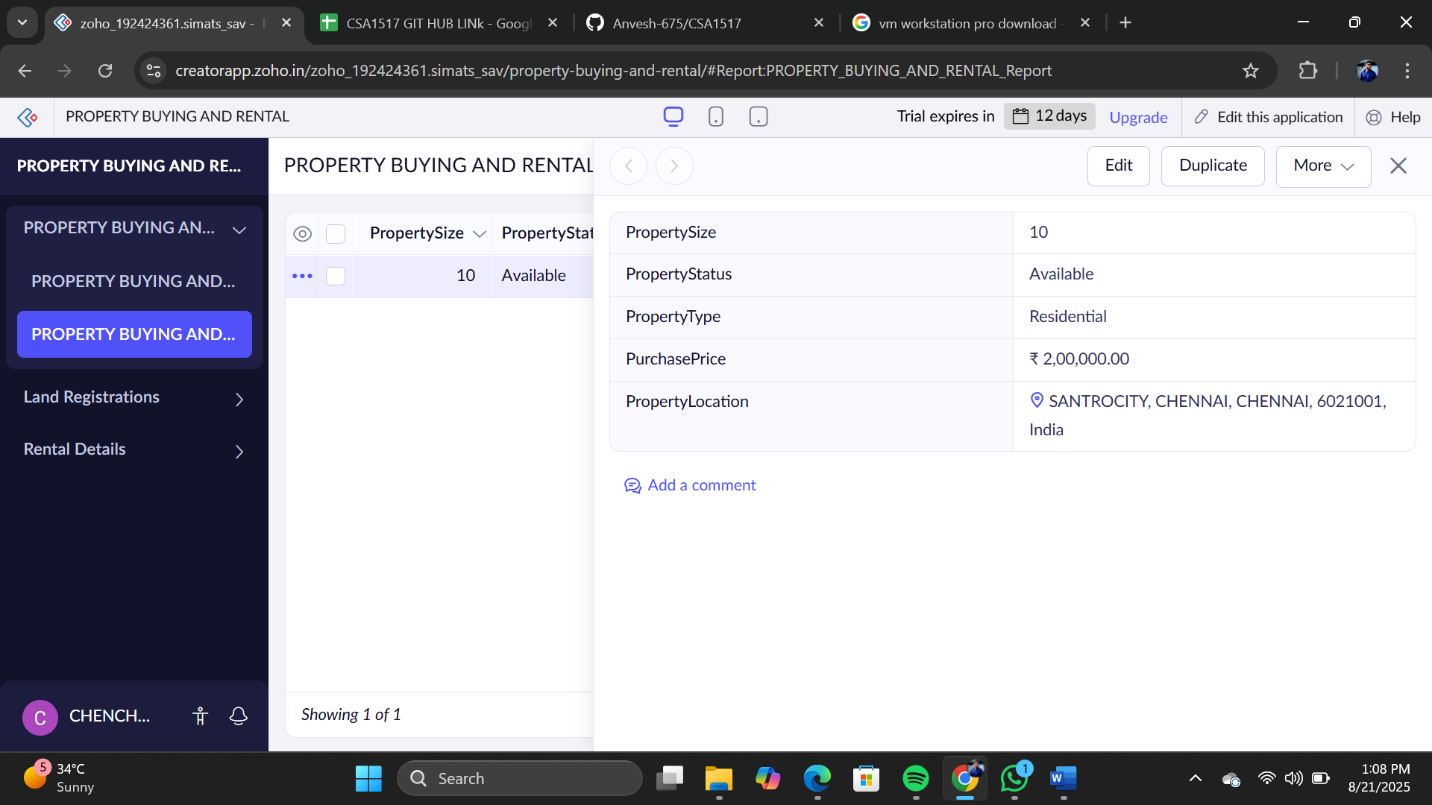 zoho_192424361.simats_sav -
CSA1517 GIT HUB LINk - Goog
Anvesh-675/CSA1517
vm workstation pro download -
creatorapp.zoho.in/zoho_192424361.simats_sav/property-buying-and-rental/#Report:PROPERTY_BUYING_AND_RENTAL_Report
PROPERTY BUYING AND RENTAL
Trial expires in 12 days Upgrade Edit this application Help
PROPERTY BUYING AND RE...
PROPERTY BUYING AN...
PROPERTY BUYING AND...
PROPERTY BUYING AND...
Land Registrations
Rental Details
CHENCH...
C
PROPERTY BUYING AND RENTAL
PropertySize PropertyStat
10 Available
Showing 1 of 1
Edit Duplicate More
PropertySize 10
PropertyStatus Available
PropertyType Residential
PurchasePrice ₹ 2,00,000.00
PropertyLocation SANTROCITY, CHENNAI, CHENNAI, 6021001,
India
Add a comment
5
34°C
Sunny
Search
1
W
1:08 PM
8/21/2025